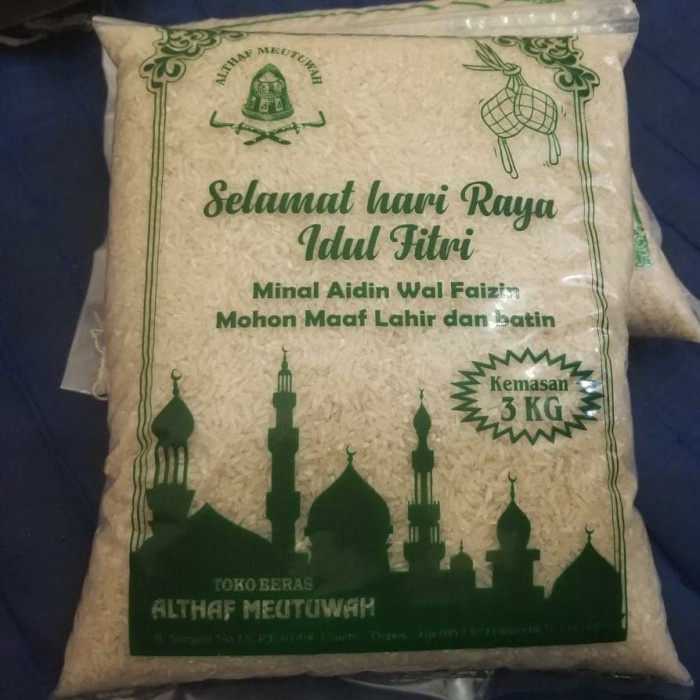 ALTHAF MEUTUWAH
Selamat hari Raya
Idul Fitri
Minal Aidin Wal Faizin
Mohon Maaf Lahir dan batin
Kemasan
3 KG
TOKO BERAS
ALTHAF MEUTUWAH
Depok